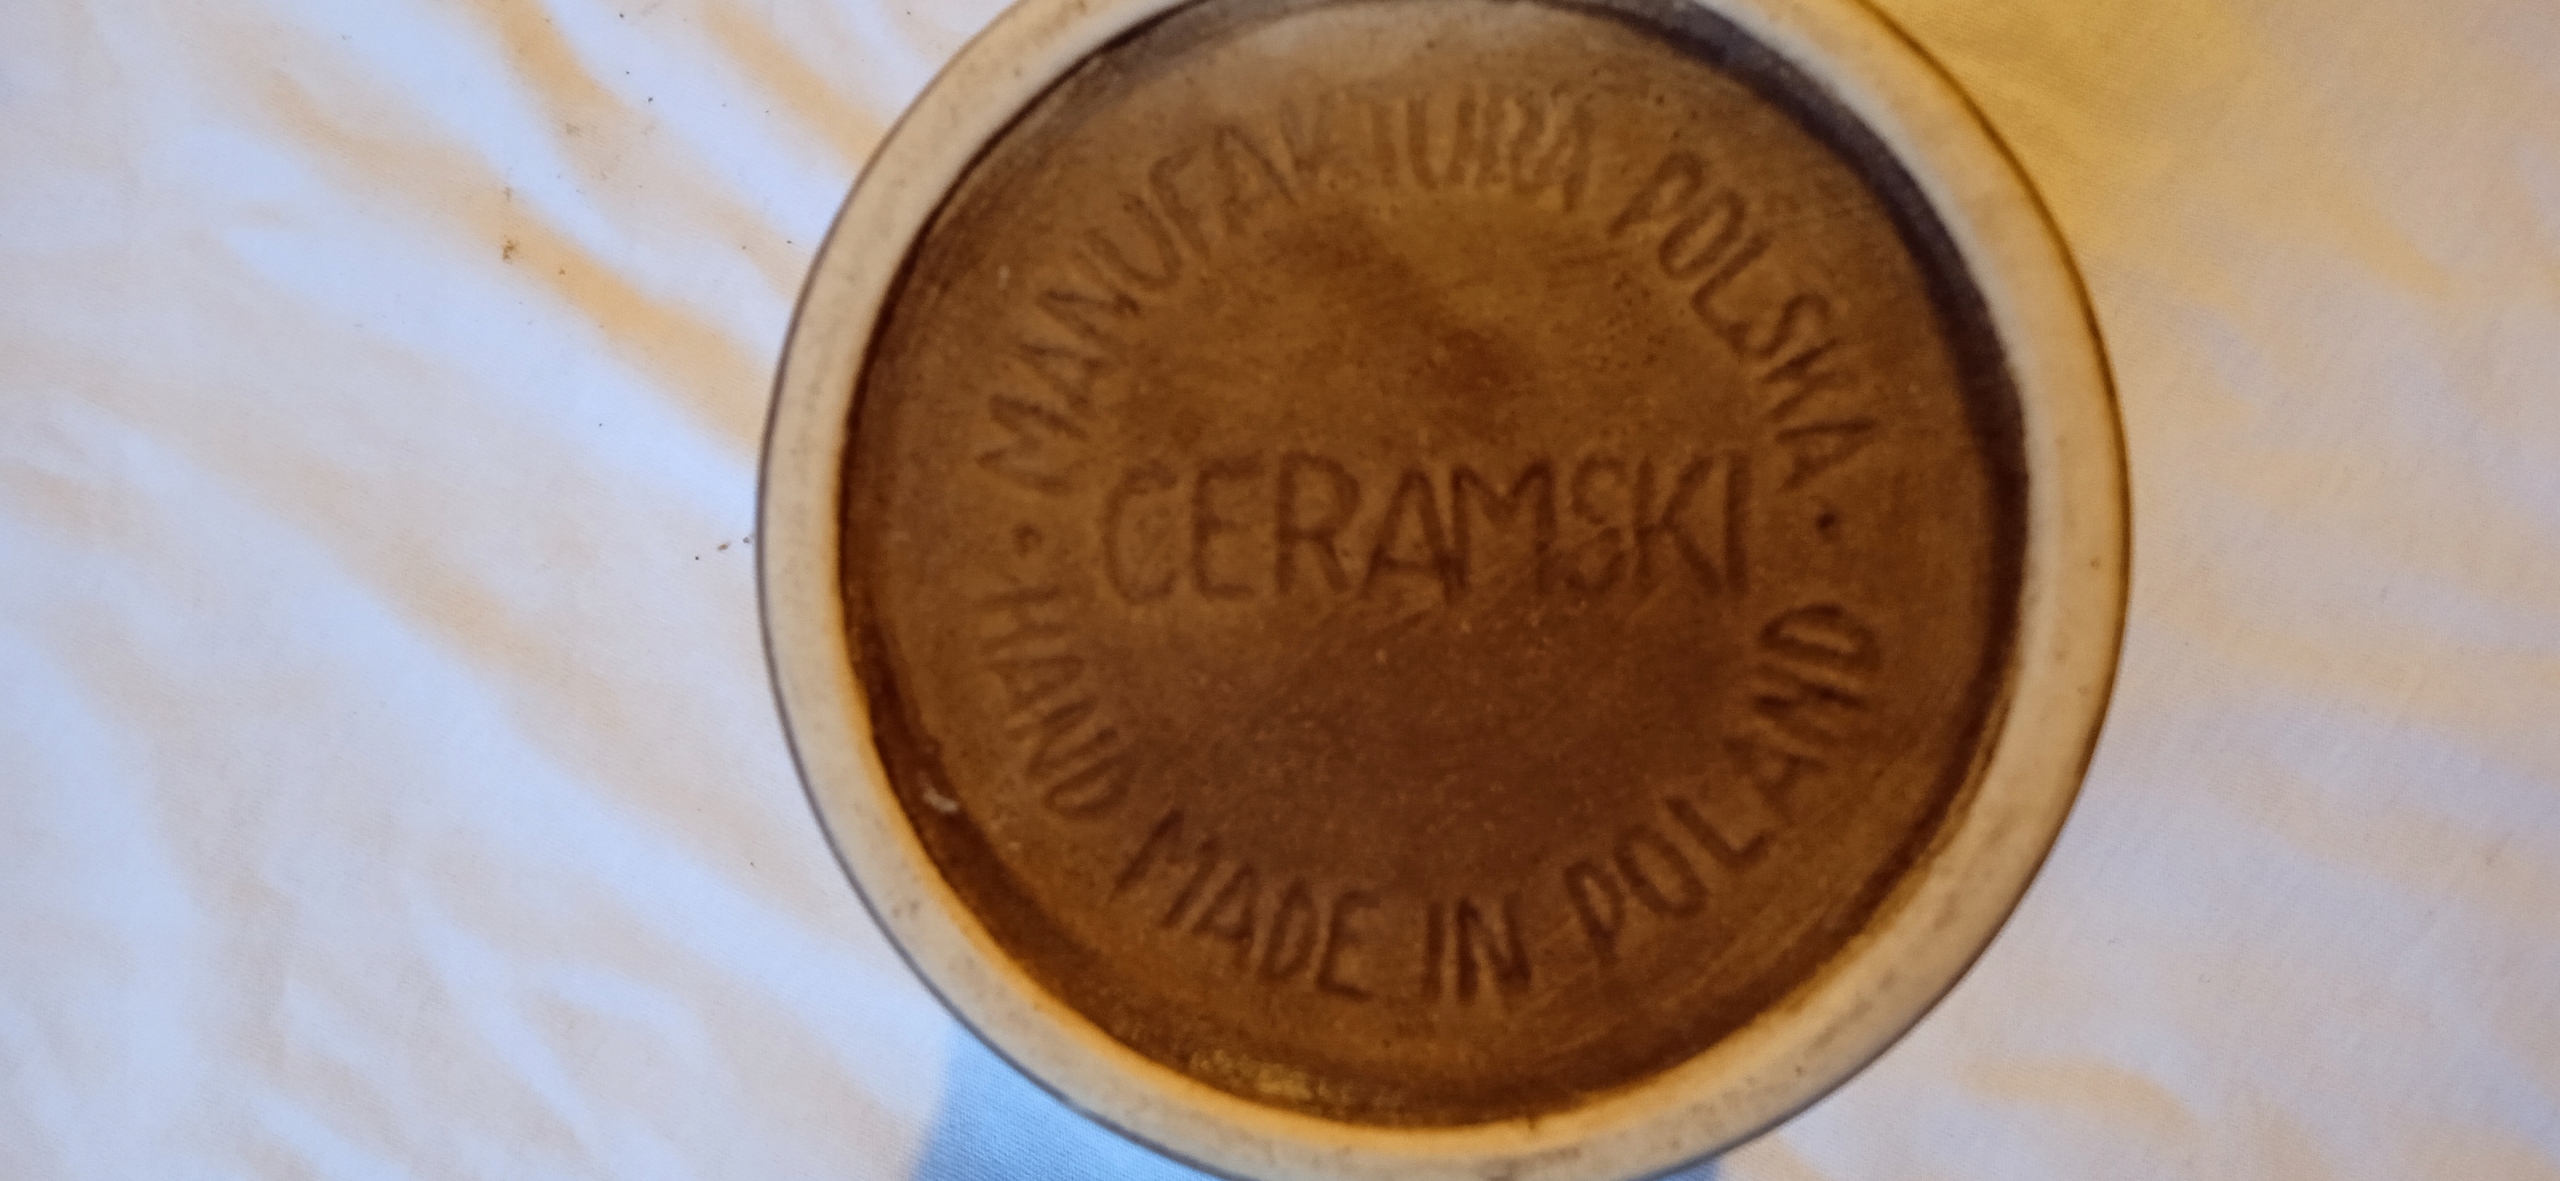 MANUFAKTURA POLSKA
CERAMSKI
HAND MADE IN POLAND